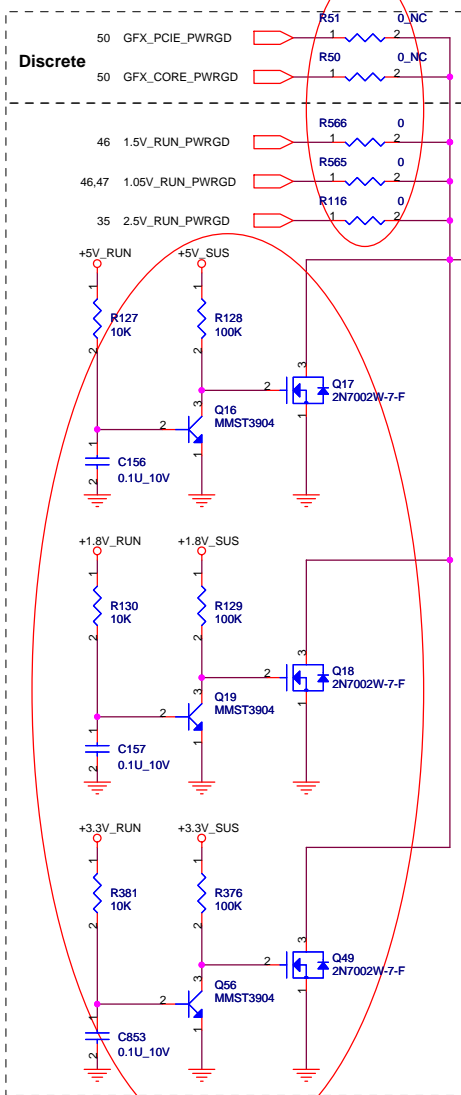 R51 0_NC
50 GFX_PCIE_PWRGD 1 2
Discrete
R50 0_NC
50 GFX_CORE_PWRGD 1 2
R566 0
46 1.5V_RUN_PWRGD 1 2
R565 0
46,47 1.05V_RUN_PWRGD 1 2
R116 0
35 2.5V_RUN_PWRGD 1 2
+5V_RUN +5V_SUS
1 1
R127 R128
10K 100K
2 2
3
2 Q17
2N7002W-7-F
3 Q16
MMST3904
2
1
1
1 C156
0.1U_10V
2
+1.8V_RUN +1.8V_SUS
1 1
R130 R129
10K 100K
2 2
3
2 Q18
2N7002W-7-F
3 Q19
MMST3904
2
1
1
1 C157
0.1U_10V
2
+3.3V_RUN +3.3V_SUS
1 1
R381 R376
10K 100K
2 2
3
2 Q49
2N7002W-7-F
3 Q56
MMST3904
2
1
1
1 C853
0.1U_10V
2